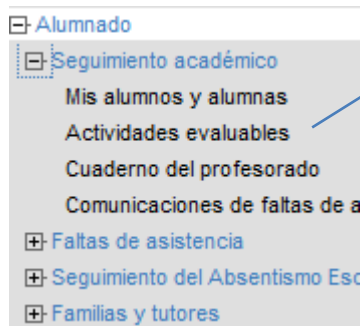 Alumnado
Seguimiento académico
Mis alumnos y alumnas
Actividades evaluables
Cuaderno del profesorado
Comunicaciones de faltas de a
Faltas de asistencia
Seguimiento del Absentismo Esc
Familias y tutores